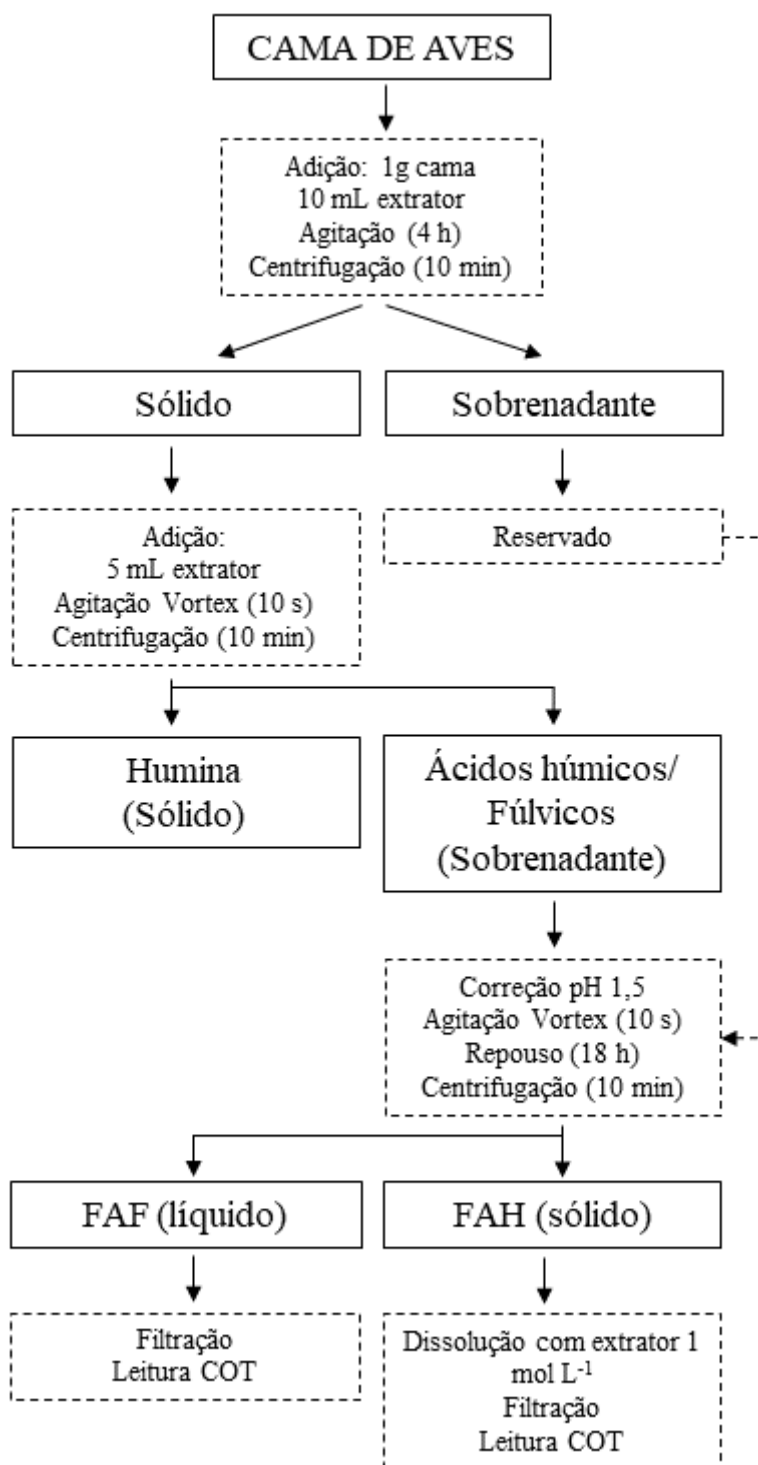 CAMA DE AVES
Adição: 1g cama
10 mL extrator
Agitação (4 h)
Centrifugação (10 min)
Sólido
Sobrenadante
Adição:
5 mL extrator
Agitação Vortex (10 s)
Centrifugação (10 min)
Reservado
Humina
(Sólido)
Ácidos húmicos/
Fúlvicos
(Sobrenadante)
Correção pH 1,5
Agitação Vortex (10 s)
Repouso (18 h)
Centrifugação (10 min)
FAF (líquido)
FAH (sólido)
Filtração
Leitura COT
Dissolução com extrator 1
mol L⁻¹
Filtração
Leitura COT